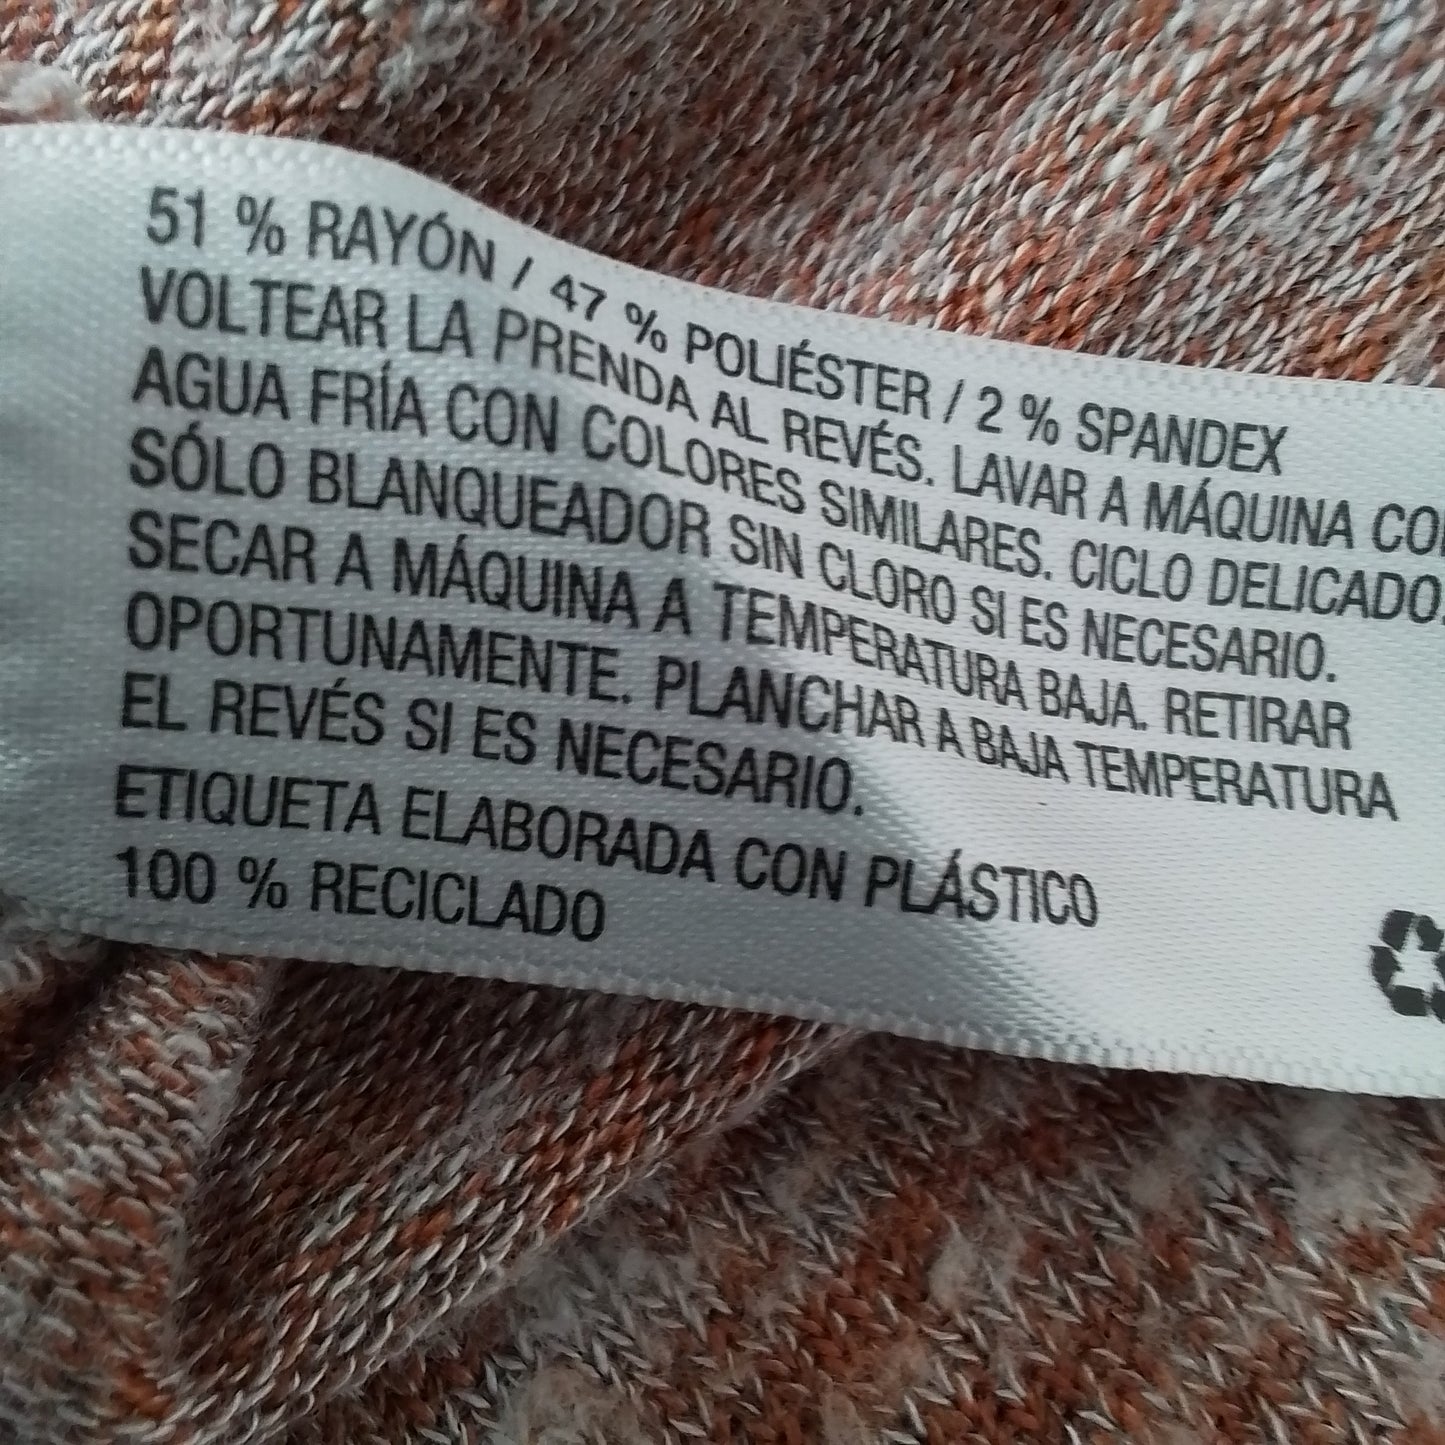 51 % RAYÓN / 47 % POLIÉSTER / 2 % SPANDEX
VOLTEAR LA PRENDA AL REVÉS. LAVAR A MÁQUINA CO
AGUA FRÍA CON COLORES SIMILARES. CICLO DELICADO.
SÓLO BLANQUEADOR SIN CLORO SI ES NECESARIO.
SECAR A MÁQUINA A TEMPERATURA BAJA. RETIRAR
OPORTUNAMENTE. PLANCHAR A BAJA TEMPERATURA
EL REVÉS SI ES NECESARIO.
ETIQUETA ELABORADA CON PLÁSTICO
100 % RECICLADO